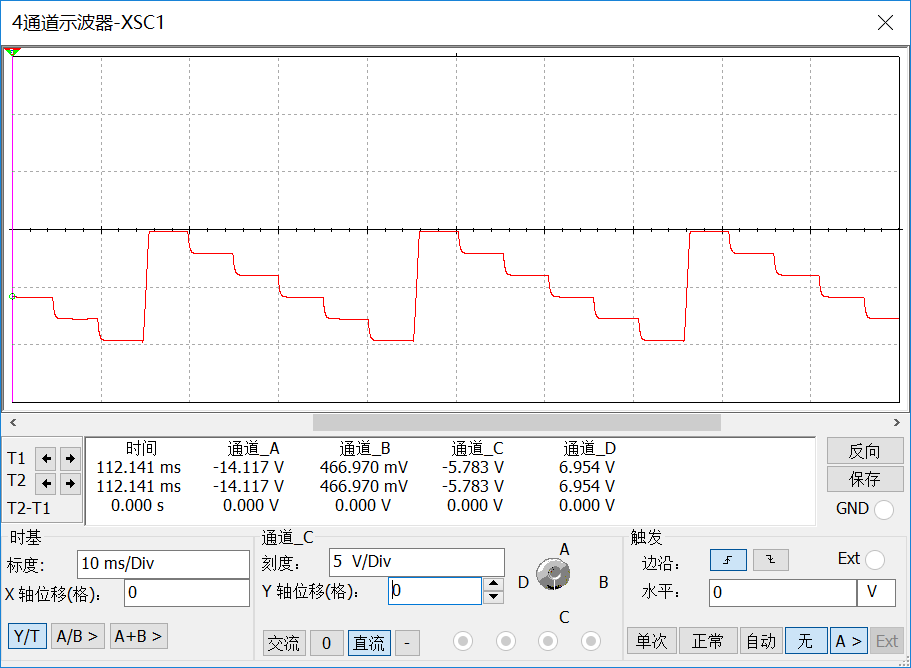 4通道示波器-XSC1
时间 通道_A 通道_B 通道_C 通道_D
T1 112.141 ms -14.117 V 466.970 mV -5.783 V 6.954 V
T2 112.141 ms -14.117 V 466.970 mV -5.783 V 6.954 V
T2-T1 0.000 s 0.000 V 0.000 V 0.000 V 0.000 V
反向
保存
GND
时基
标度: 10 ms/Div
X 轴位移(格): 0
Y/T A/B > A+B >
通道_C
刻度: 5 V/Div
Y 轴位移(格): 0
交流 0 直流 -
A
D B
C
触发
边沿: Ext
水平: 0 V
单次 正常 自动 无 A > Ext